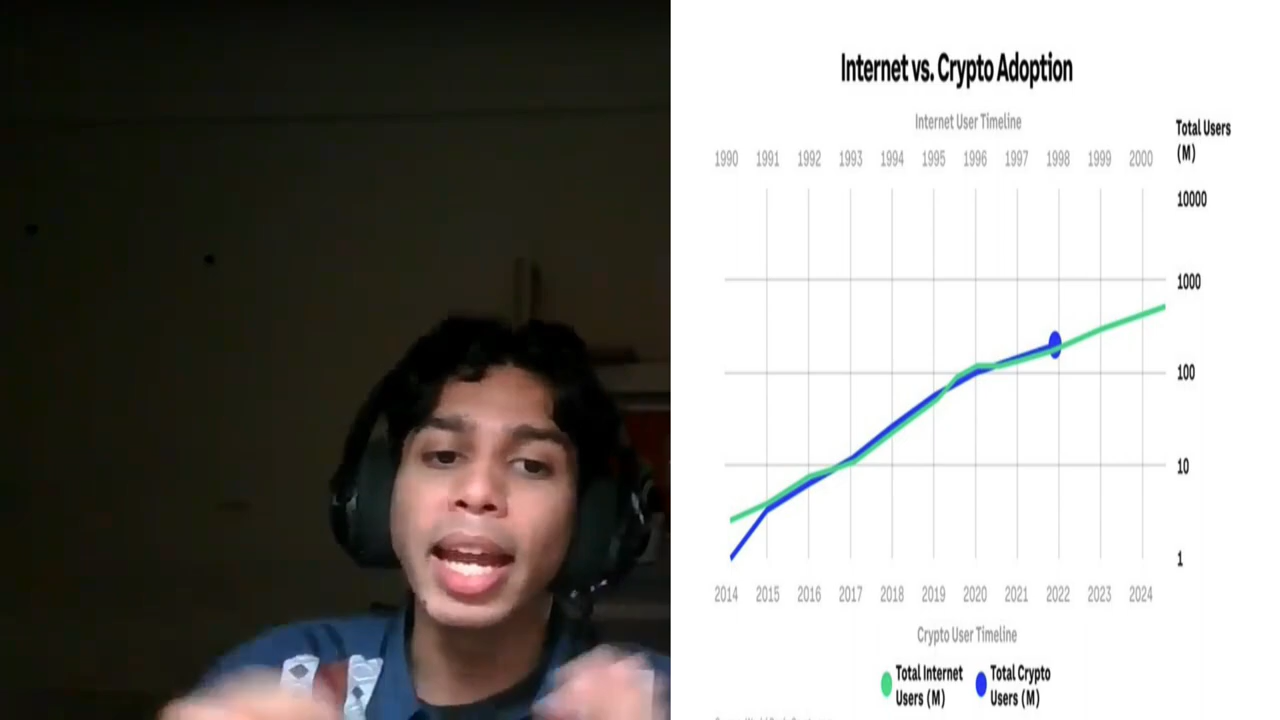 Internet vs. Crypto Adoption
Internet User Timeline
Total Users
(M)
1990 1991 1992 1993 1994 1995 1996 1997 1998 1999 2000
10000
1000
100
10
1
2014 2015 2016 2017 2018 2019 2020 2021 2022 2023 2024
Crypto User Timeline
Total Internet
Users (M)
Total Crypto
Users (M)